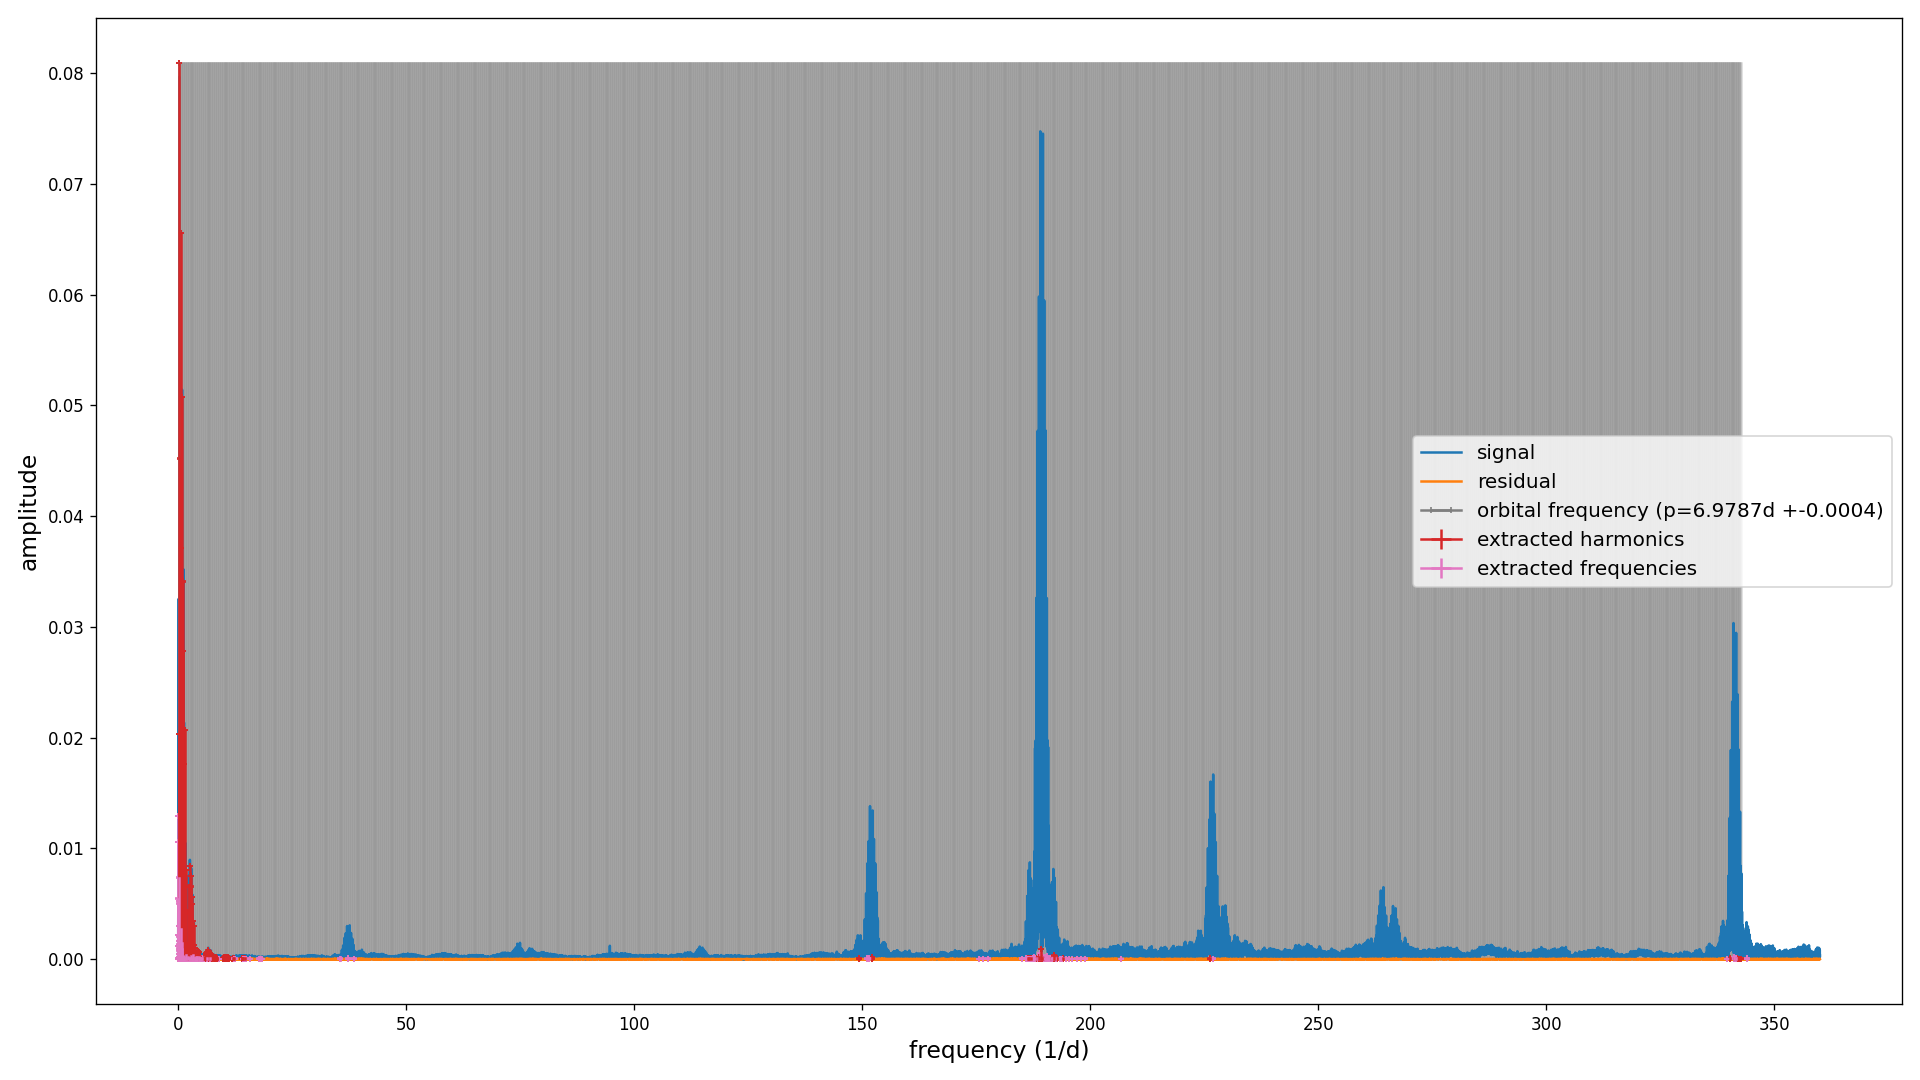 0.08
0.07
0.06
0.05
0.04
0.03
0.02
0.01
0.00
amplitude
signal
residual
orbital frequency (p=6.9787d +-0.0004)
extracted harmonics
extracted frequencies
0 50 100 150 200 250 300 350
frequency (1/d)